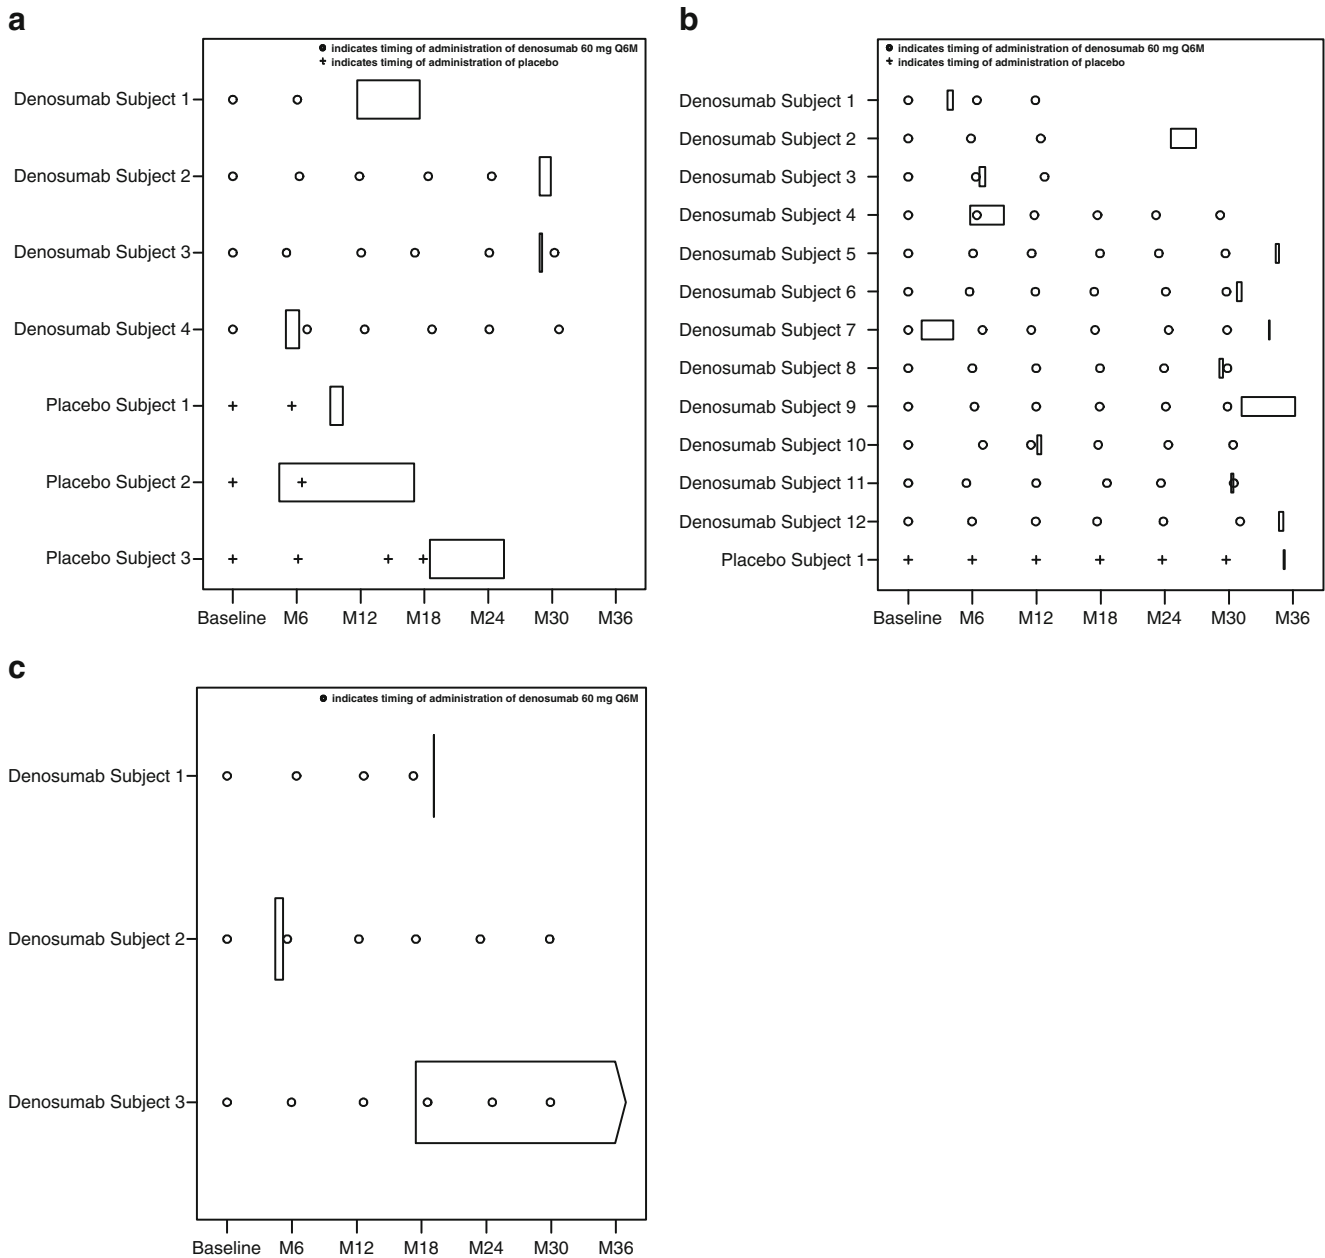 a
indicates timing of administration of denosumab 60 mg Q6M
+ indicates timing of administration of placebo
Denosumab Subject 1
Denosumab Subject 2
Denosumab Subject 3
Denosumab Subject 4
Placebo Subject 1
Placebo Subject 2
Placebo Subject 3
Baseline M6 M12 M18 M24 M30 M36
b
indicates timing of administration of denosumab 60 mg Q6M
+ indicates timing of administration of placebo
Denosumab Subject 1
Denosumab Subject 2
Denosumab Subject 3
Denosumab Subject 4
Denosumab Subject 5
Denosumab Subject 6
Denosumab Subject 7
Denosumab Subject 8
Denosumab Subject 9
Denosumab Subject 10
Denosumab Subject 11
Denosumab Subject 12
Placebo Subject 1
Baseline M6 M12 M18 M24 M30 M36
c
indicates timing of administration of denosumab 60 mg Q6M
Denosumab Subject 1
Denosumab Subject 2
Denosumab Subject 3
Baseline M6 M12 M18 M24 M30 M36